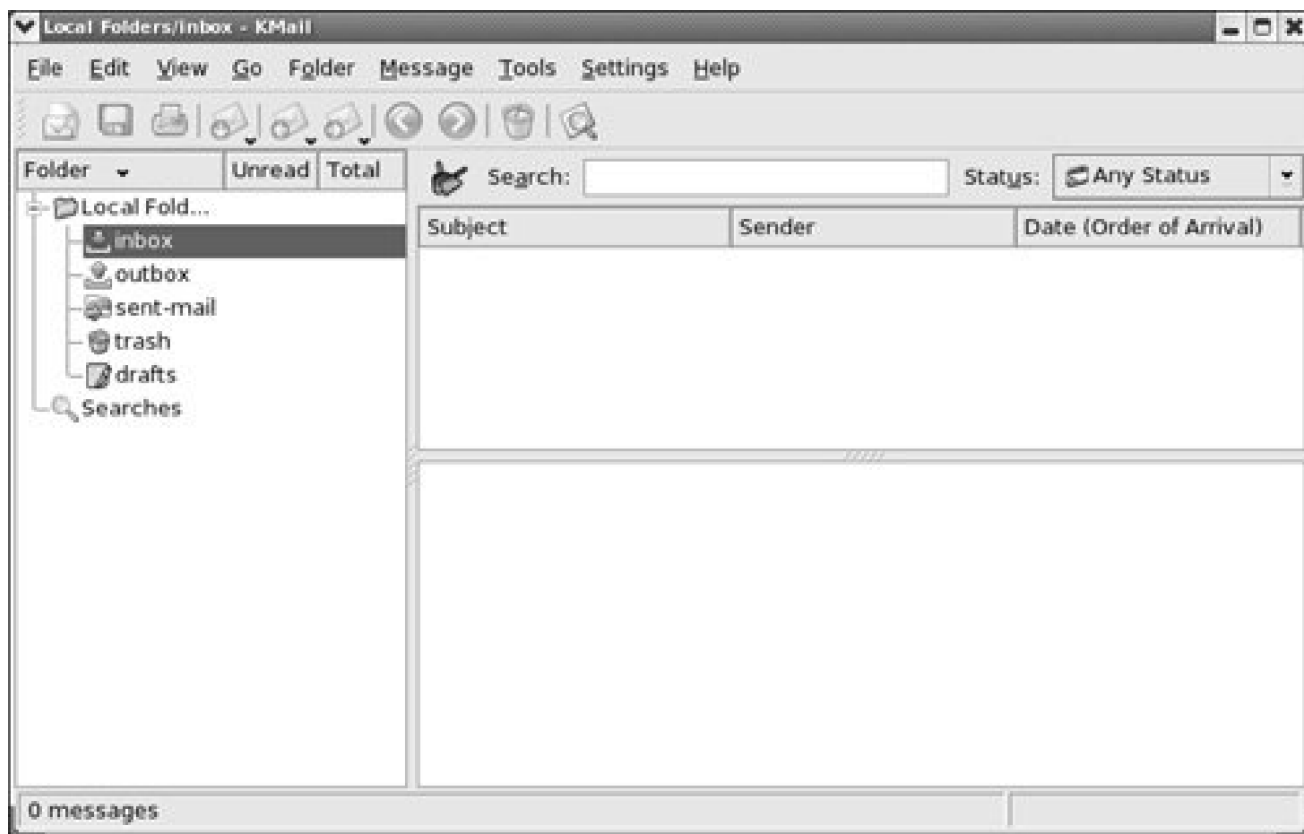 Local Folders/inbox - KMail
File Edit View Go Folder Message Tools Settings Help
Folder Unread Total
Search:
Status: Any Status
Subject Sender Date (Order of Arrival)
Local Fold...
inbox
outbox
sent-mail
trash
drafts
Searches
0 messages